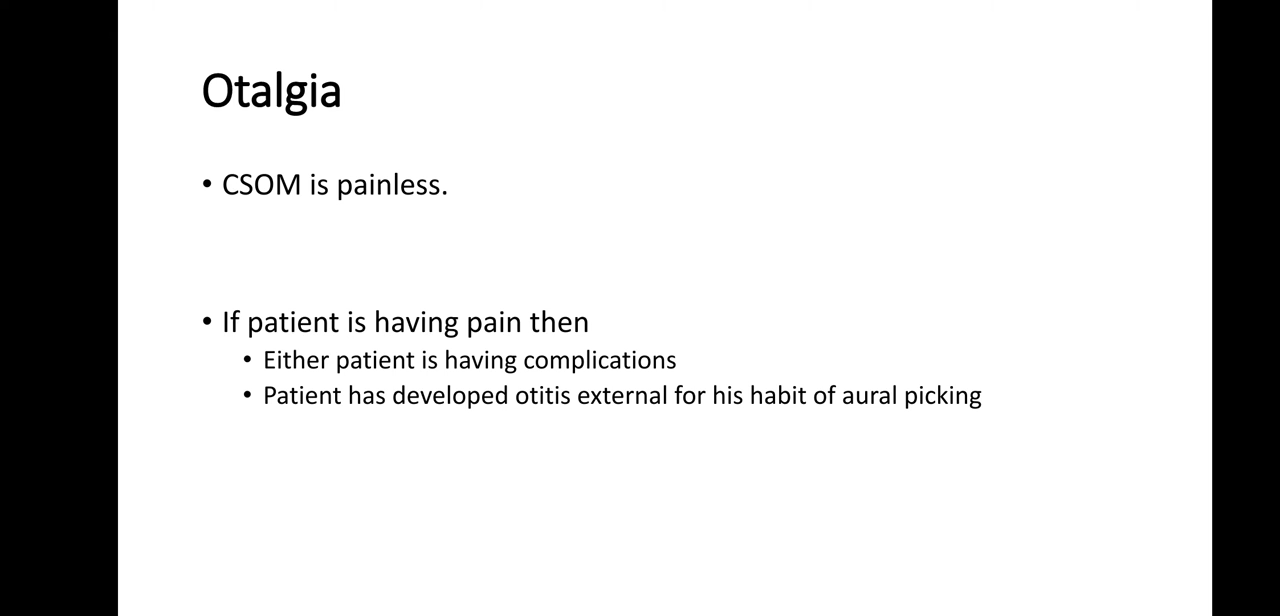 Otalgia
• CSOM is painless.
• If patient is having pain then
• Either patient is having complications
• Patient has developed otitis external for his habit of aural picking